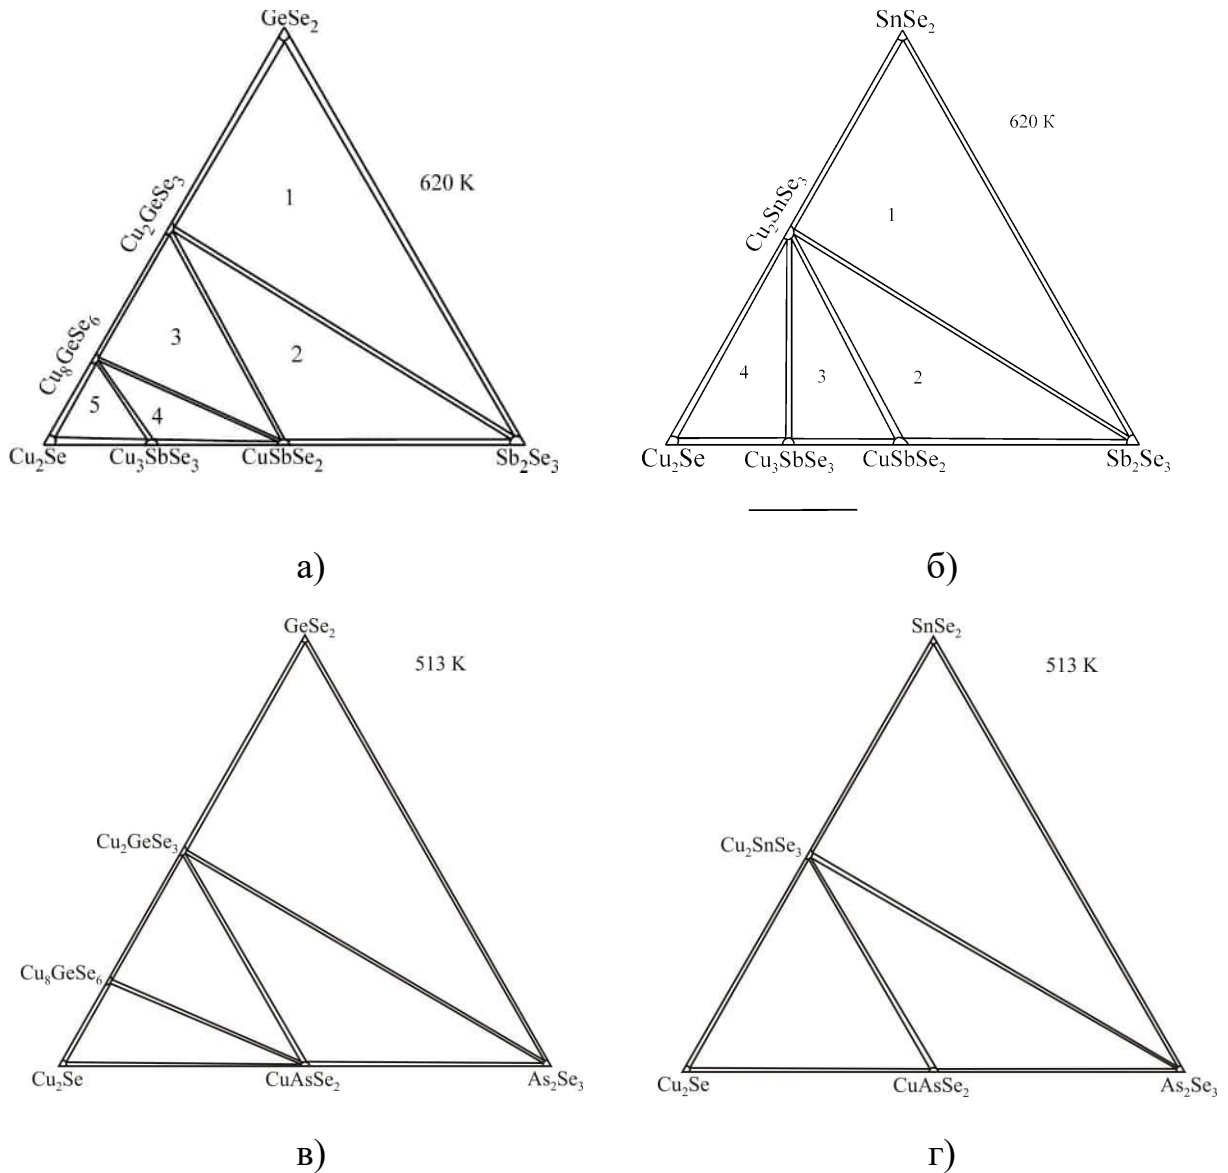 GeSe₂
620 K
Cu₂GeSe₃
1
3
2
Cu₈GeSe₆
5
4
Cu₂Se Cu₃SbSe₃ CuSbSe₂ Sb₂Se₃
а)
SnSe₂
620 K
Cu₂SnSe₃
1
4
3
2
Cu₂Se Cu₃SbSe₃ CuSbSe₂ Sb₂Se₃
б)
GeSe₂
513 K
Cu₂GeSe₃
Cu₈GeSe₆
Cu₂Se CuAsSe₂ As₂Se₃
в)
SnSe₂
513 K
Cu₂SnSe₃
Cu₂Se CuAsSe₂ As₂Se₃
г)